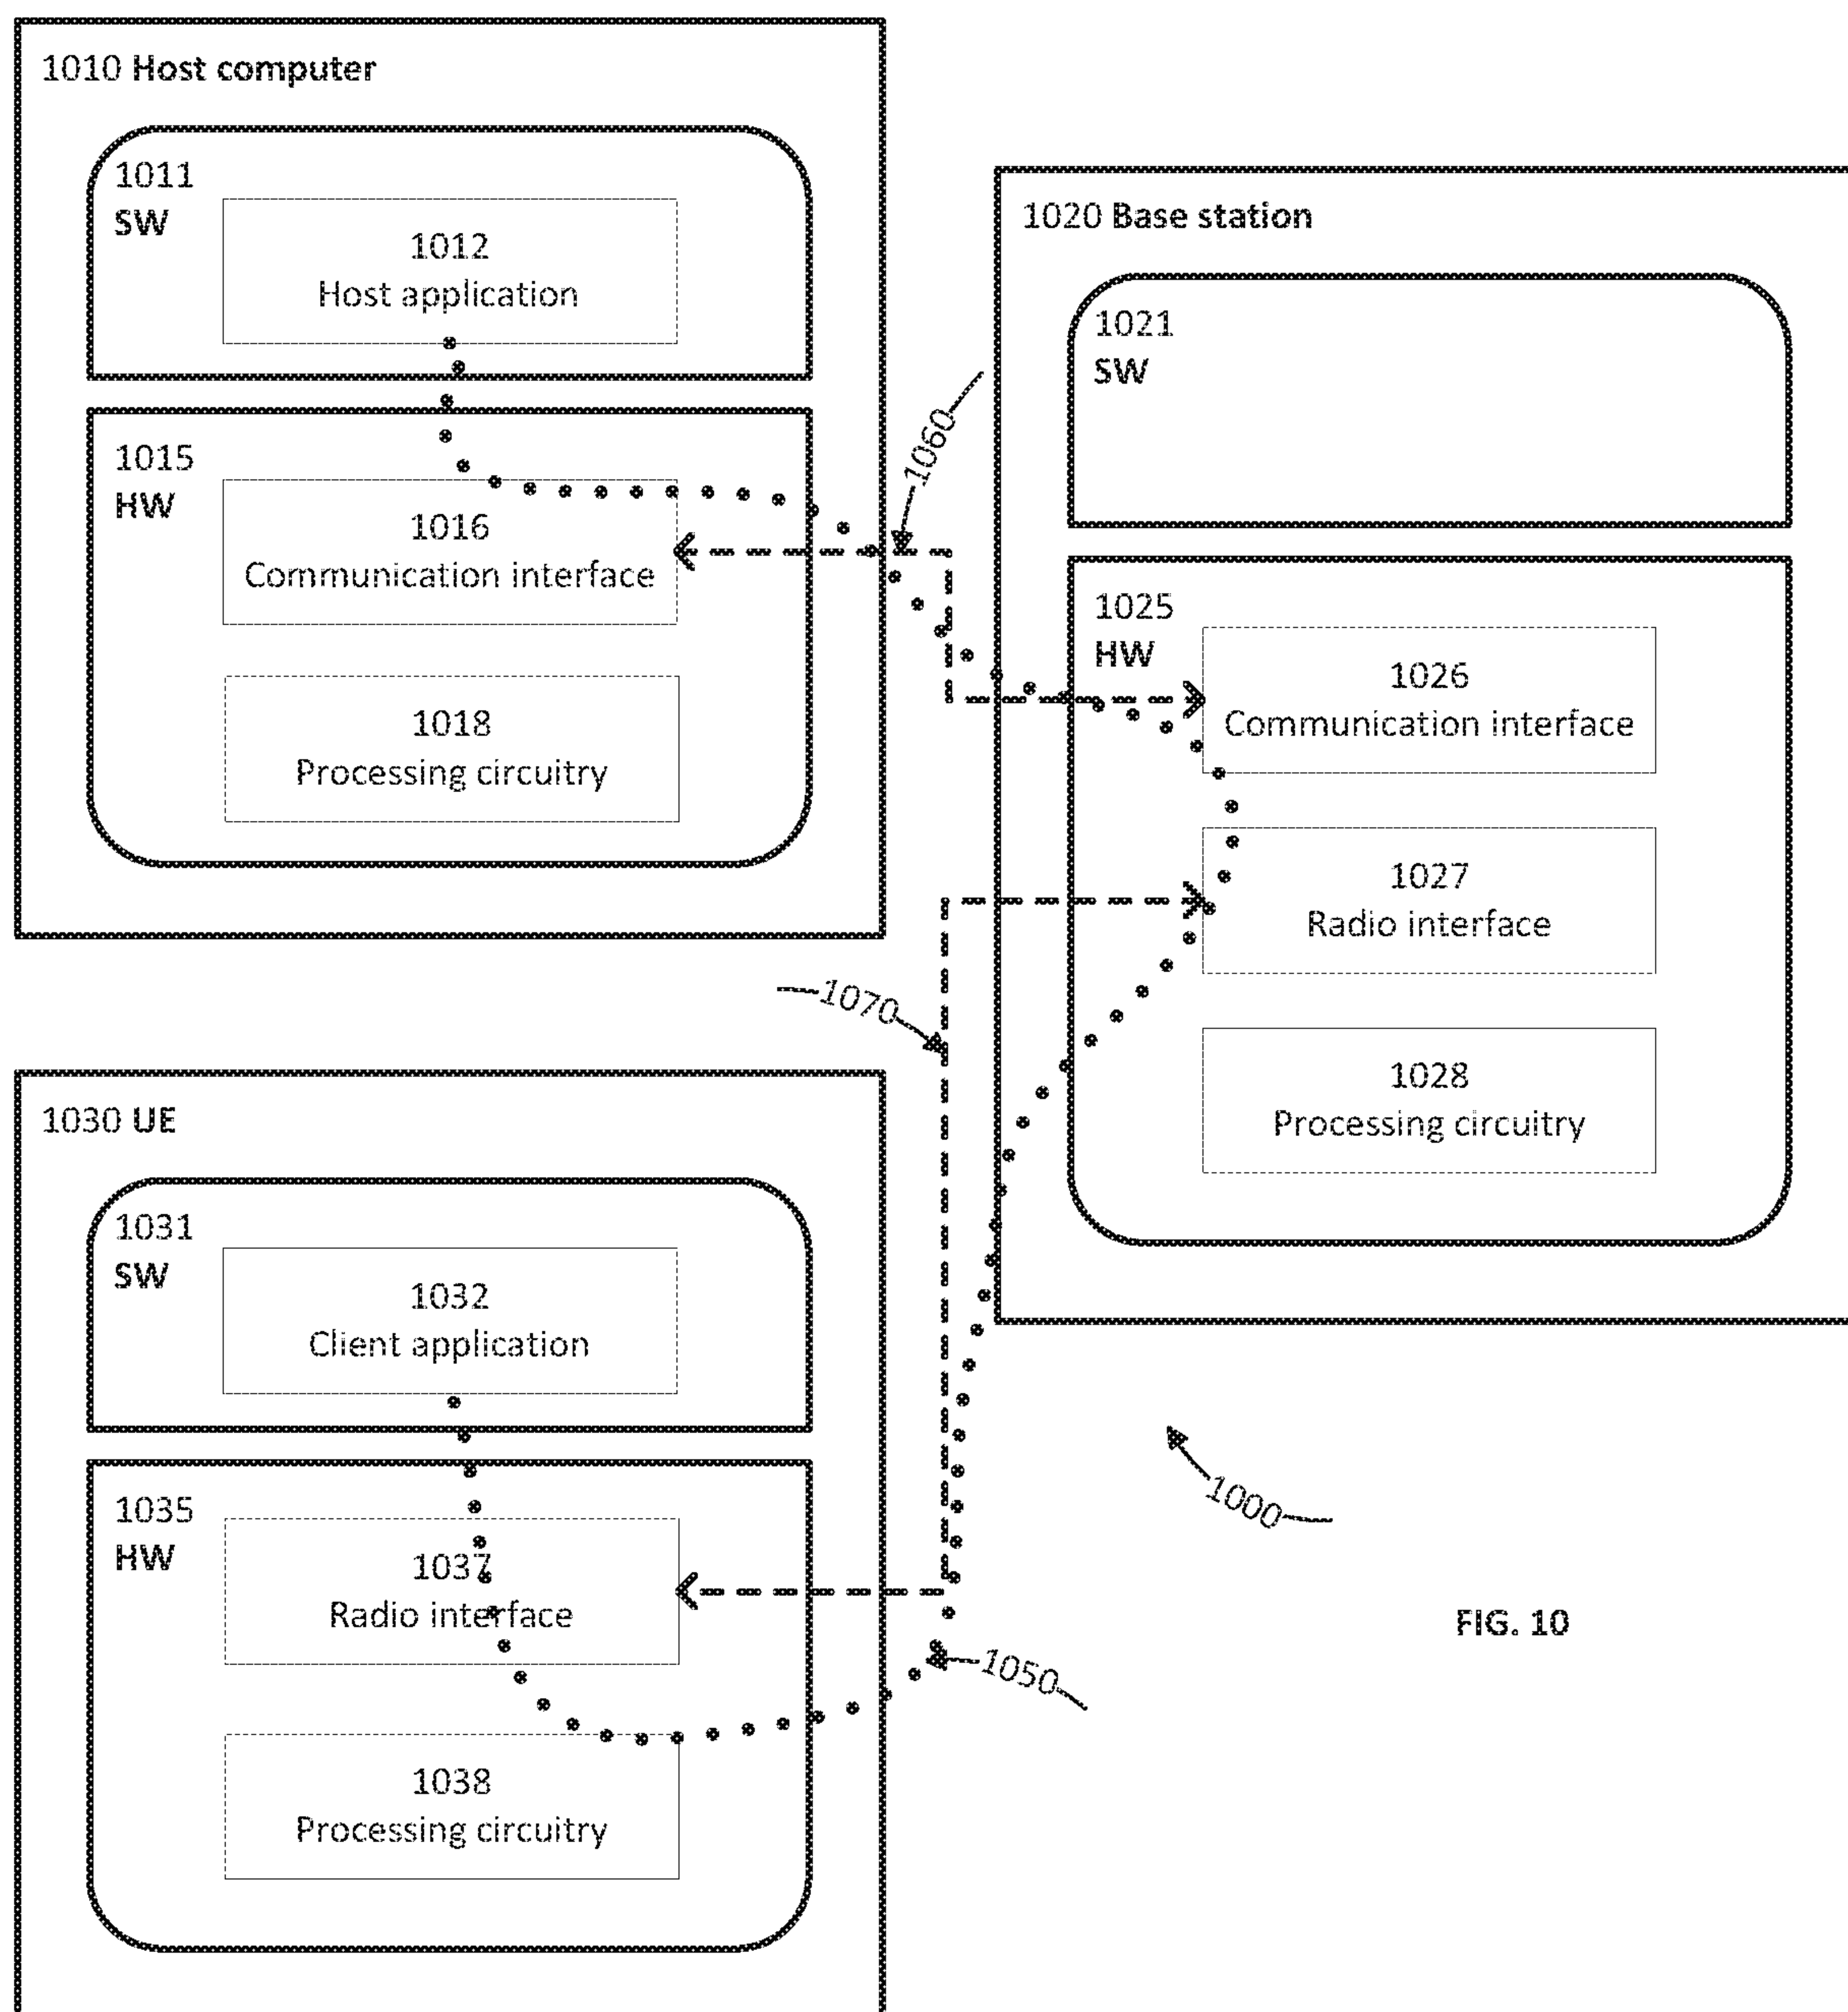 1010 Host computer
1011
SW
1012
Host application
1015
HW
1016
Communication interface
1018
Processing circuitry
1060
1020 Base station
1021
SW
1025
HW
1026
Communication interface
1027
Radio interface
1028
Processing circuitry
1070
1030 UE
1031
SW
1032
Client application
1035
HW
1037
Radio interface
1038
Processing circuitry
1050
1000
FIG. 10